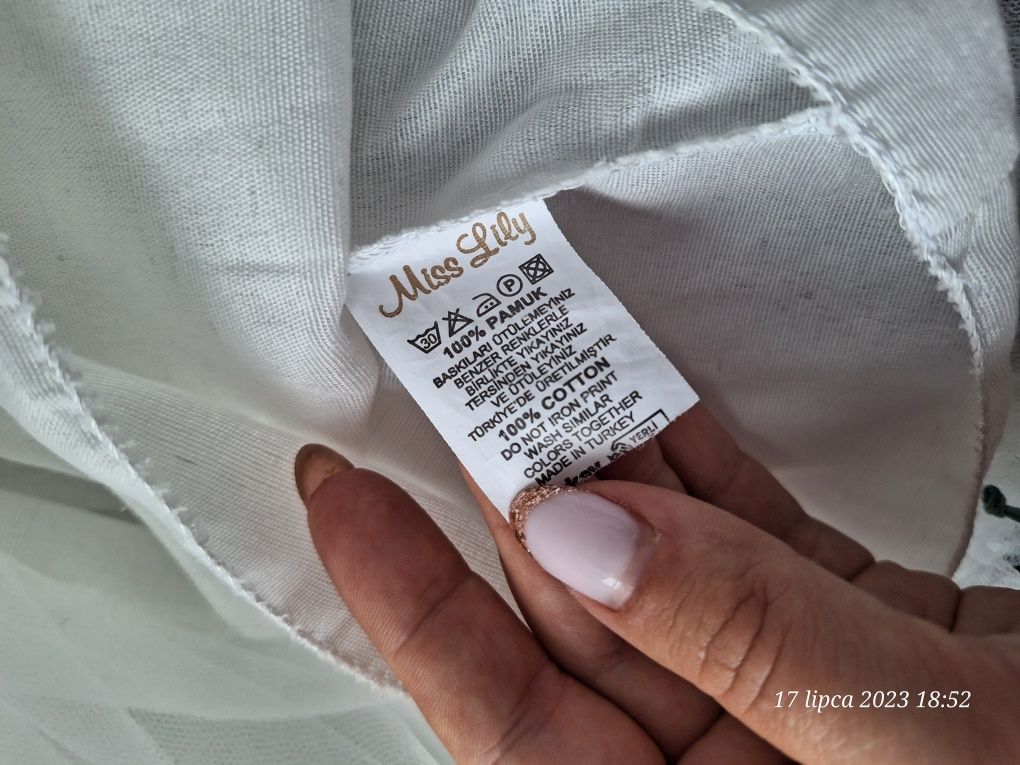 Miss Lily
30 P
100% PAMUK
BASKILARI ÜTÜLEMEYİNİZ
BENZER RENKLERLE
BİRLİKTE YIKAYINIZ
TERSİNDEN YIKAYINIZ
VE ÜTÜLEYİNİZ
TÜRKİYE'DE ÜRETİLMİŞTİR
100% COTTON
DO NOT IRON PRINT
WASH SIMILAR
COLORS TOGETHER
MADE IN TURKEY
YERLİ
17 lipca 2023 18:52